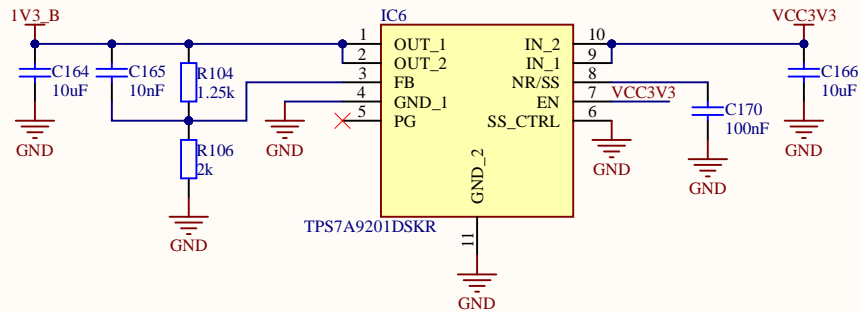 1V3_B
IC6
VCC3V3
1
OUT_1
IN_2
10
2
OUT_2
IN_1
9
3
FB
NR/SS
8
4
GND_1
EN
7
VCC3V3
5
PG
SS_CTRL
6
GND_2
11
C164
10uF
C165
10nF
R104
1.25k
R106
2k
C166
10uF
C170
100nF
GND
GND
GND
GND
GND
GND
GND
TPS7A9201DSKR